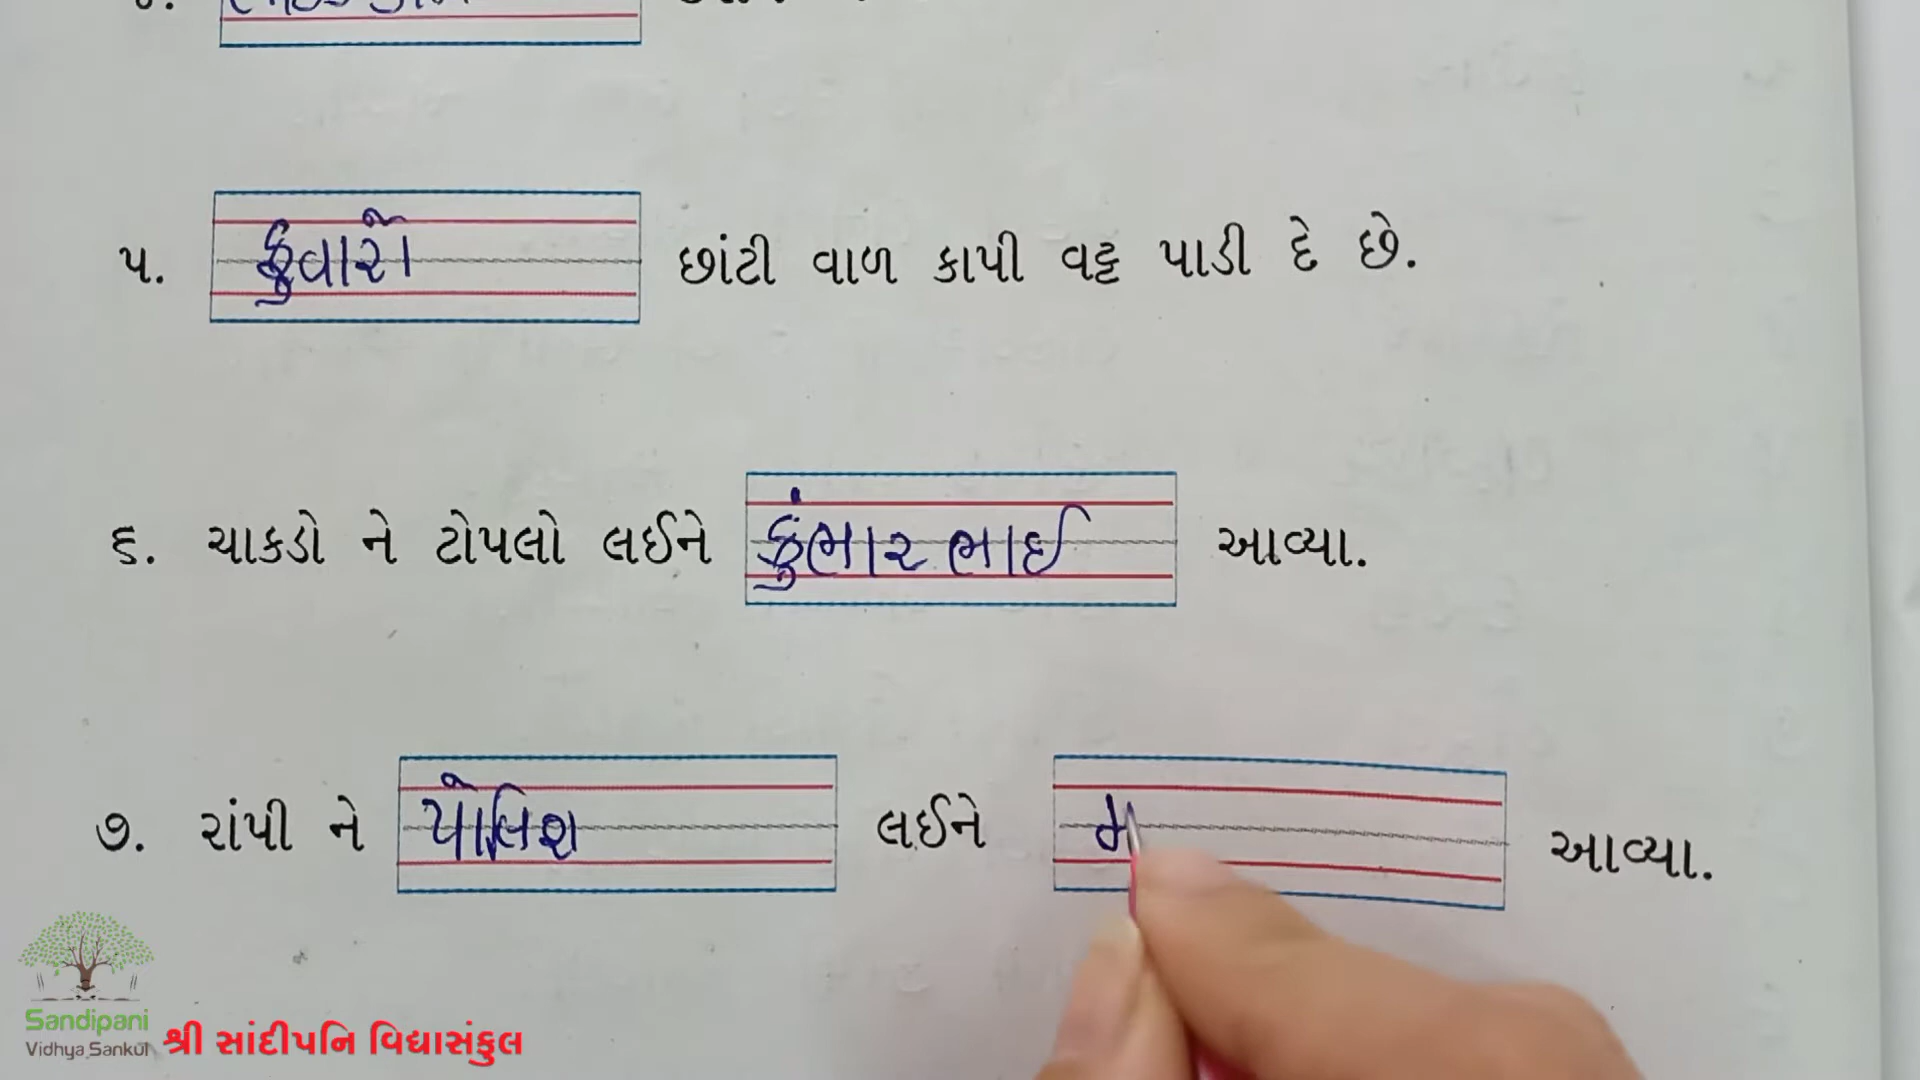 ૫. ફુવારો છાંટી વાળ કાપી વટ્ટ પાડી દે છે.
૬. ચાકડો ને ટોપલો લઈને કુંભાર ભાઈ આવ્યા.
૭. રાંપી ને પોલિશ લઈને મ આવ્યા.
Sandipani
Vidhya Sankul શ્રી સાંદીપનિ વિદ્યાસંકુલ